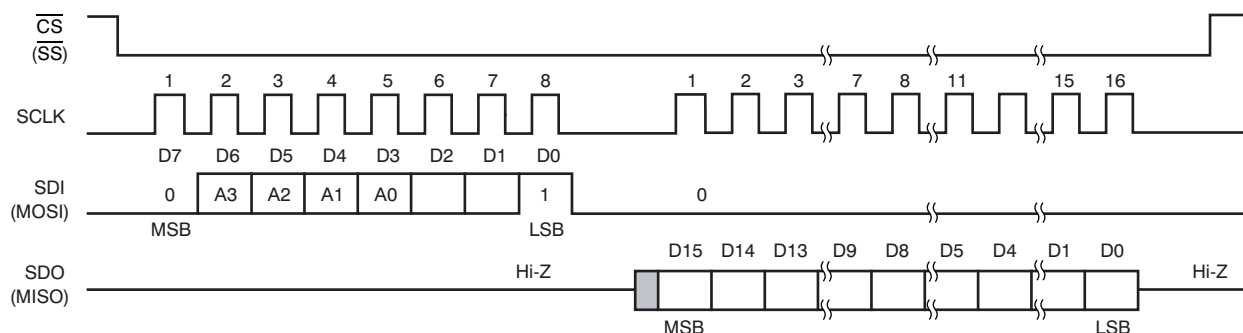 CS
(SS)
1 2 3 4 5 6 7 8 1 2 3 7 8 11 15 16
SCLK
D7 D6 D5 D4 D3 D2 D1 D0
SDI
(MOSI)
0 A3 A2 A1 A0 1 0
MSB LSB
D15 D14 D13 D9 D8 D5 D4 D1 D0
SDO
(MISO)
Hi-Z Hi-Z
MSB LSB